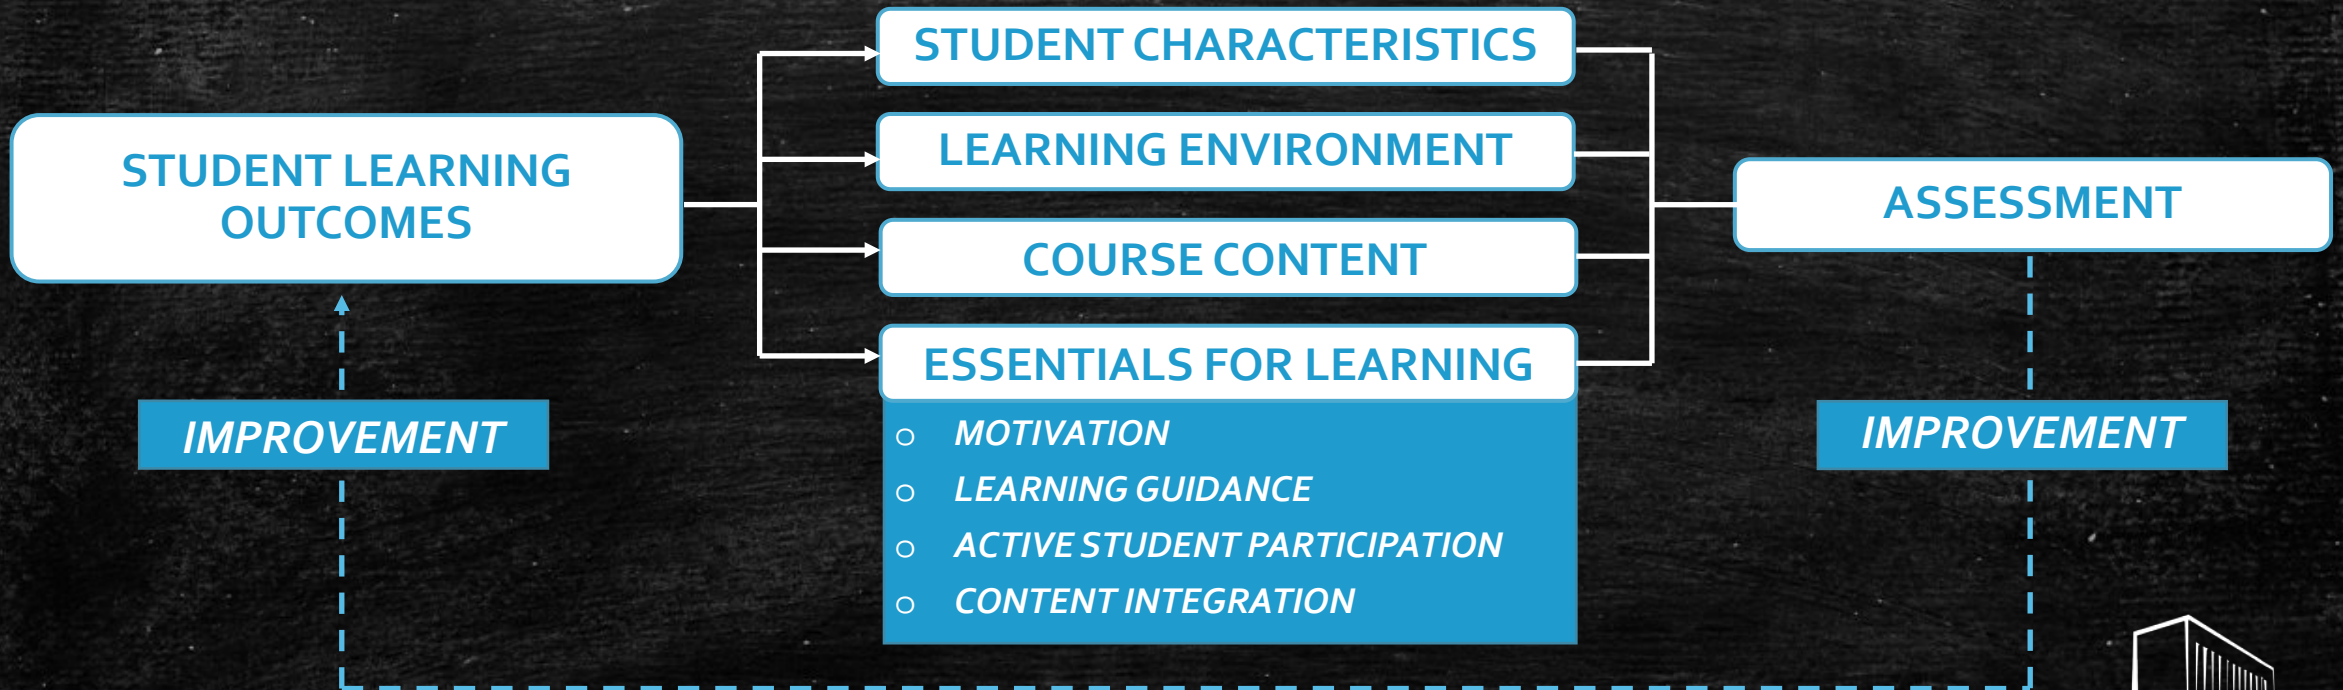 STUDENT CHARACTERISTICS
STUDENT LEARNING
OUTCOMES
LEARNING ENVIRONMENT
ASSESSMENT
COURSE CONTENT
ESSENTIALS FOR LEARNING
IMPROVEMENT
o MOTIVATION
o LEARNING GUIDANCE
o ACTIVE STUDENT PARTICIPATION
o CONTENT INTEGRATION
IMPROVEMENT